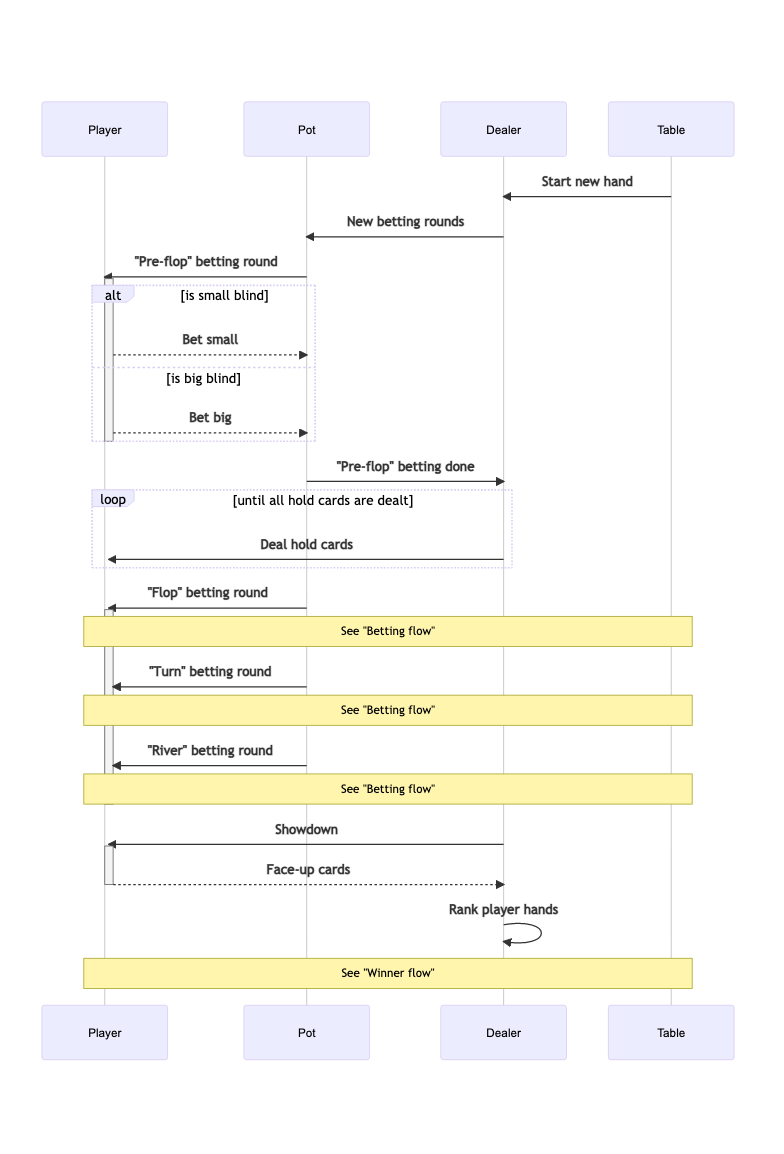 Player
Pot
Dealer
Table
Start new hand
New betting rounds
"Pre-flop" betting round
alt
[is small blind]
Bet small
[is big blind]
Bet big
"Pre-flop" betting done
loop
[until all hold cards are dealt]
Deal hold cards
"Flop" betting round
See "Betting flow"
"Turn" betting round
See "Betting flow"
"River" betting round
See "Betting flow"
Showdown
Face-up cards
Rank player hands
See "Winner flow"
Player
Pot
Dealer
Table